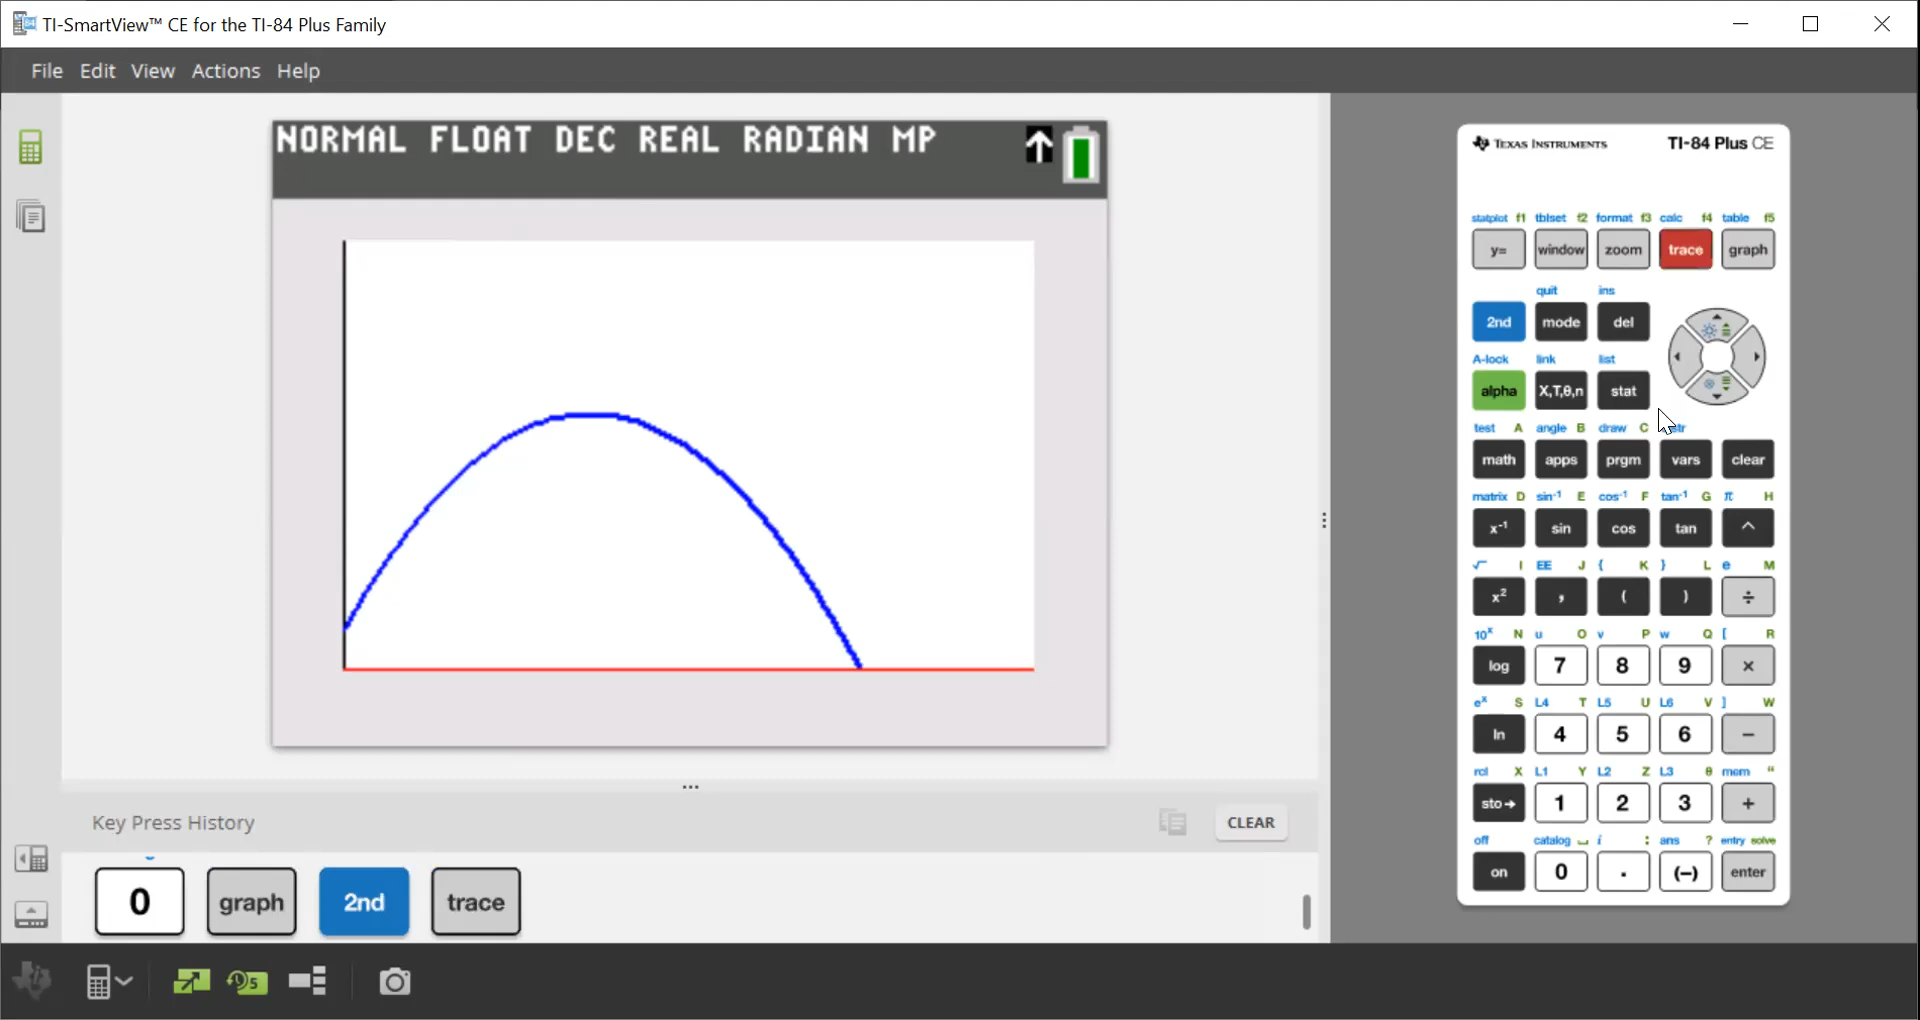 TI-SmartView™ CE for the TI-84 Plus Family
File Edit View Actions Help
NORMAL FLOAT DEC REAL RADIAN MP
TEXAS INSTRUMENTS TI-84 Plus CE
statplot f1 tblset f2 format f3 calc f4 table f5
y= window zoom trace graph
quit ins
2nd mode del
A-lock link list
alpha X,T,θ,n stat
test A angle B draw C
math apps prgm vars clear
matrix D sin-1 E cos-1 F tan-1 G π H
x-1 sin cos tan ^
√ I EE J { K } L e M
x² , ( ) ÷
10ˣ N u O v P w Q [ R
log 7 8 9 ×
eˣ S L4 T L5 U L6 V ] W
ln 4 5 6 −
rcl X L1 Y L2 Z L3 θ mem “
sto→ 1 2 3 +
off catalog ⎵ i : ans ? entry solve
on 0 . (−) enter
Key Press History CLEAR
0 graph 2nd trace
5